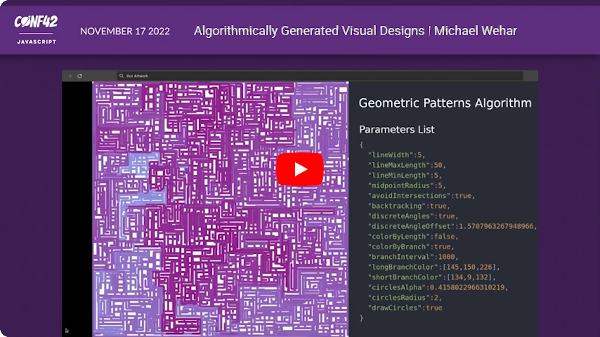 CONF42
JAVASCRIPT
NOVEMBER 17 2022
Algorithmically Generated Visual Designs | Michael Wehar
Our Artwork
Geometric Patterns Algorithm
Parameters List
{
"lineWidth":5,
"lineMaxLength":50,
"lineMinLength":5,
"midpointRadius":5,
"avoidIntersections":true,
"backtracking":true,
"discreteAngles":true,
"discreteAngleOffset":1.5707963267948966,
"colorByLength":false,
"colorByBranch":true,
"branchInterval":1000,
"longBranchColor":[145,150,226],
"shortBranchColor":[134,9,132],
"circlesAlpha":0.4158022966310219,
"circlesRadius":2,
"drawCircles":true
}